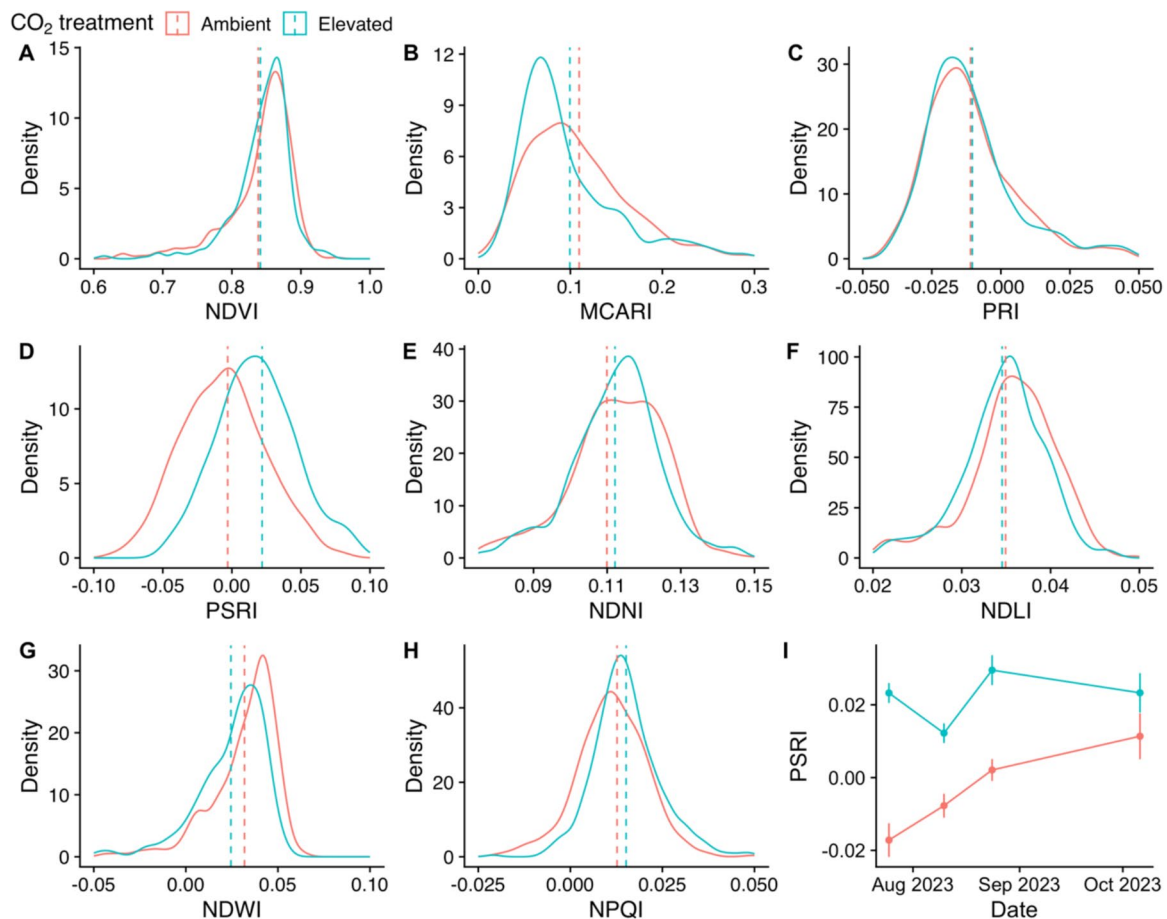 CO2 treatment Ambient Elevated
A
15
10
5
0
Density
0.6 0.7 0.8 0.9 1.0
NDVI
B
12
9
6
3
0
Density
0.0 0.1 0.2 0.3
MCARI
C
30
20
10
0
Density
-0.050 -0.025 0.000 0.025 0.050
PRI
D
10
5
0
Density
-0.10 -0.05 0.00 0.05 0.10
PSRI
E
40
30
20
10
0
Density
0.09 0.11 0.13 0.15
NDNI
F
100
75
50
25
0
Density
0.02 0.03 0.04 0.05
NDLI
G
30
20
10
0
Density
-0.05 0.00 0.05 0.10
NDWI
H
40
20
0
Density
-0.025 0.000 0.025 0.050
NPQI
I
0.02
0.00
-0.02
PSRI
Aug 2023 Sep 2023 Oct 2023
Date